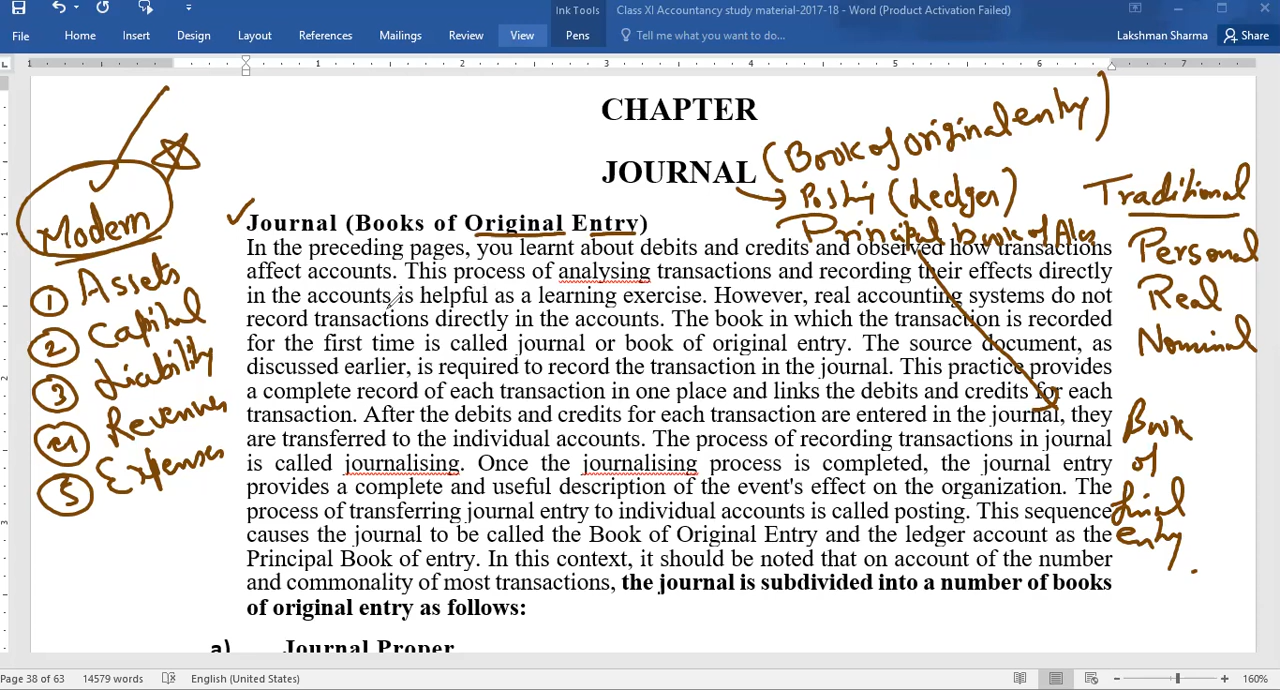 Ink Tools
Class XI Accountancy study material-2017-18 - Word (Product Activation Failed)
File Home Insert Design Layout References Mailings Review View Pens Tell me what you want to do... Lakshman Sharma Share
1 1 2 3 4 5 6 7
CHAPTER
(Book of original entry)
JOURNAL
Posting (Ledger)
Principal book of A/cs
Traditional
Personal
Real
Nominal
Book
of
final
entry.
Modern
1 Assets
2 Capital
3 Liability
4 Revenues
5 Expenses
Journal (Books of Original Entry)
In the preceding pages, you learnt about debits and credits and observed how transactions
affect accounts. This process of analysing transactions and recording their effects directly
in the accounts is helpful as a learning exercise. However, real accounting systems do not
record transactions directly in the accounts. The book in which the transaction is recorded
for the first time is called journal or book of original entry. The source document, as
discussed earlier, is required to record the transaction in the journal. This practice provides
a complete record of each transaction in one place and links the debits and credits for each
transaction. After the debits and credits for each transaction are entered in the journal, they
are transferred to the individual accounts. The process of recording transactions in journal
is called journalising. Once the journalising process is completed, the journal entry
provides a complete and useful description of the event's effect on the organization. The
process of transferring journal entry to individual accounts is called posting. This sequence
causes the journal to be called the Book of Original Entry and the ledger account as the
Principal Book of entry. In this context, it should be noted that on account of the number
and commonality of most transactions, the journal is subdivided into a number of books
of original entry as follows:
a) Journal Proper
1 2 3
Page 38 of 63 14579 words English (United States) 160%